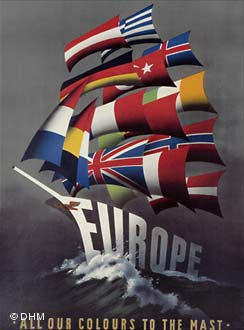 EUROPE
· ALL OUR COLOURS TO THE MAST ·
© DHM